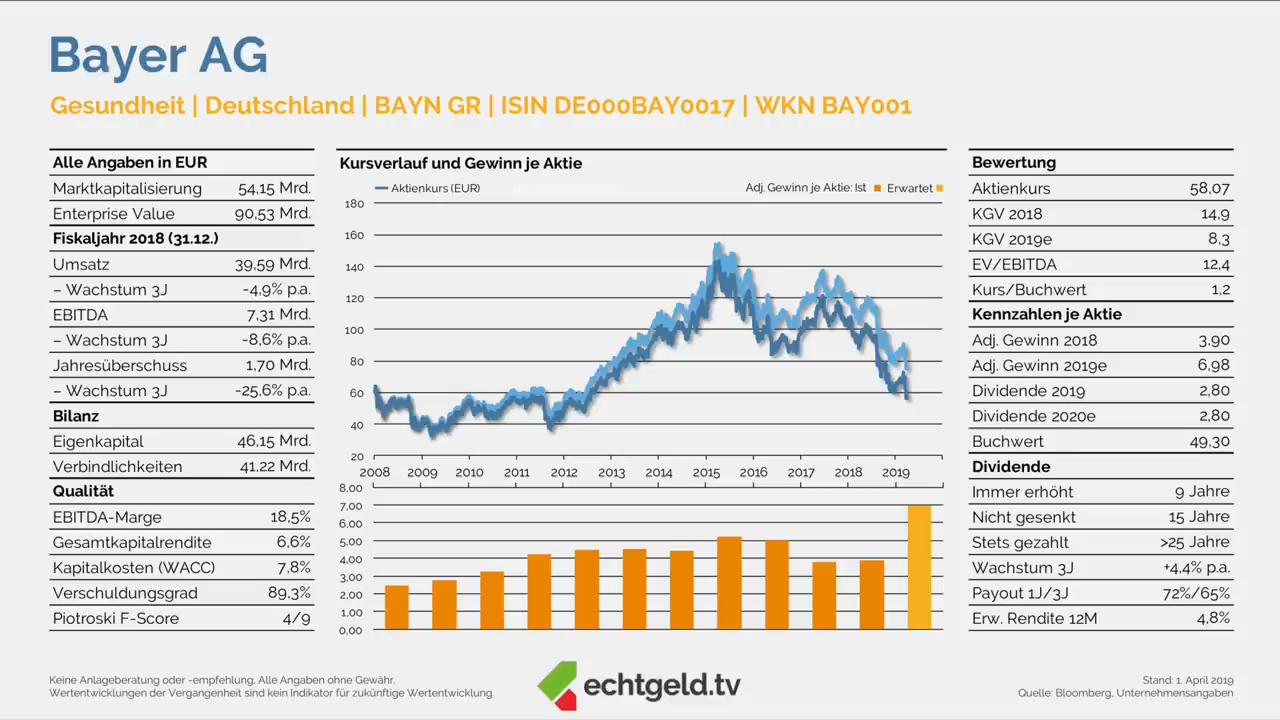 Bayer AG
Gesundheit | Deutschland | BAYN GR | ISIN DE000BAY0017 | WKN BAY001
Alle Angaben in EUR
Marktkapitalisierung 54,15 Mrd.
Enterprise Value 90,53 Mrd.
Fiskaljahr 2018 (31.12.)
Umsatz 39,59 Mrd.
– Wachstum 3J -4,9% p.a.
EBITDA 7,31 Mrd.
– Wachstum 3J -8,6% p.a.
Jahresüberschuss 1,70 Mrd.
– Wachstum 3J -25,6% p.a.
Bilanz
Eigenkapital 46,15 Mrd.
Verbindlichkeiten 41,22 Mrd.
Qualität
EBITDA-Marge 18,5%
Gesamtkapitalrendite 6,6%
Kapitalkosten (WACC) 7,8%
Verschuldungsgrad 89,3%
Piotroski F-Score 4/9
Kursverlauf und Gewinn je Aktie
Aktienkurs (EUR) Adj. Gewinn je Aktie: Ist Erwartet
180
160
140
120
100
80
60
40
20
2008 2009 2010 2011 2012 2013 2014 2015 2016 2017 2018 2019
8,00
7,00
6,00
5,00
4,00
3,00
2,00
1,00
0,00
Bewertung
Aktienkurs 58,07
KGV 2018 14,9
KGV 2019e 8,3
EV/EBITDA 12,4
Kurs/Buchwert 1,2
Kennzahlen je Aktie
Adj. Gewinn 2018 3,90
Adj. Gewinn 2019e 6,98
Dividende 2019 2,80
Dividende 2020e 2,80
Buchwert 49,30
Dividende
Immer erhöht 9 Jahre
Nicht gesenkt 15 Jahre
Stets gezahlt >25 Jahre
Wachstum 3J +4,4% p.a.
Payout 1J/3J 72%/65%
Erw. Rendite 12M 4,8%
Keine Anlageberatung oder -empfehlung. Alle Angaben ohne Gewähr.
Wertentwicklungen der Vergangenheit sind kein Indikator für zukünftige Wertentwicklung.
echtgeld.tv
Stand: 1. April 2019
Quelle: Bloomberg, Unternehmensangaben